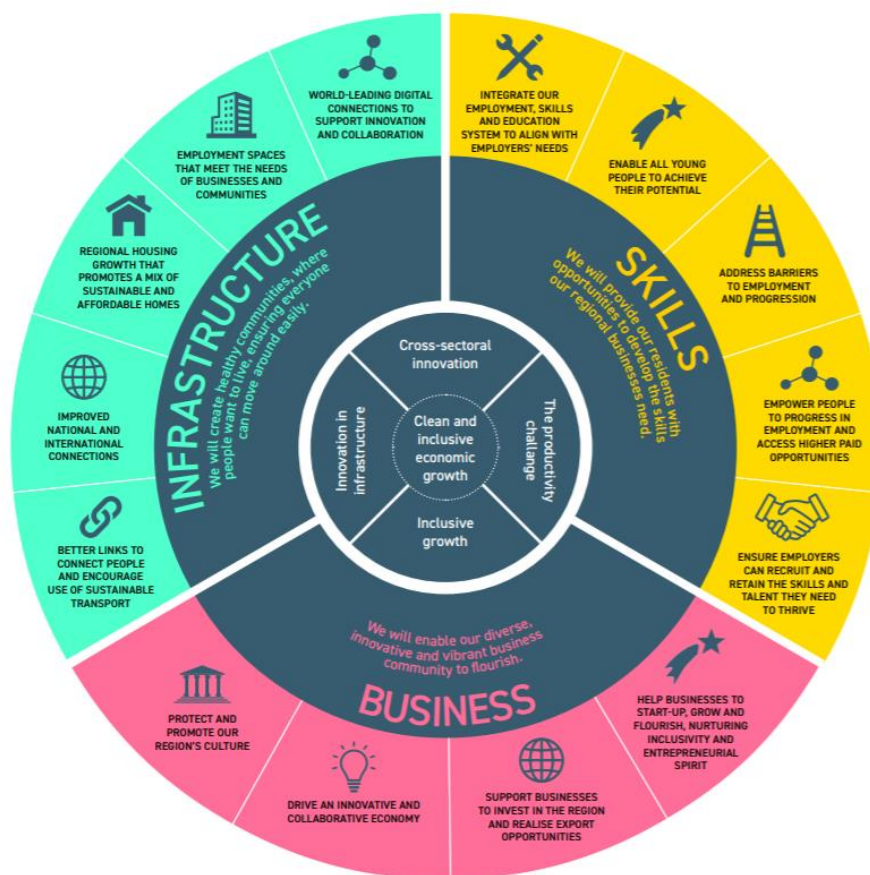 WORLD-LEADING DIGITAL
CONNECTIONS TO
SUPPORT INNOVATION
AND COLLABORATION
EMPLOYMENT SPACES
THAT MEET THE NEEDS
OF BUSINESSES AND
COMMUNITIES
REGIONAL HOUSING
GROWTH THAT
PROMOTES A MIX OF
SUSTAINABLE AND
AFFORDABLE HOMES
IMPROVED
NATIONAL AND
INTERNATIONAL
CONNECTIONS
BETTER LINKS TO
CONNECT PEOPLE
AND ENCOURAGE
USE OF SUSTAINABLE
TRANSPORT
INFRASTRUCTURE
We will create healthy communities, where
people want to live, ensuring everyone
can move around easily.
INTEGRATE OUR
EMPLOYMENT, SKILLS
AND EDUCATION
SYSTEM TO ALIGN WITH
EMPLOYERS' NEEDS
ENABLE ALL YOUNG
PEOPLE TO ACHIEVE
THEIR POTENTIAL
ADDRESS BARRIERS
TO EMPLOYMENT
AND PROGRESSION
EMPOWER PEOPLE
TO PROGRESS IN
EMPLOYMENT AND
ACCESS HIGHER PAID
OPPORTUNITIES
ENSURE EMPLOYERS
CAN RECRUIT AND
RETAIN THE SKILLS AND
TALENT THEY NEED
TO THRIVE
SKILLS
We will provide our residents with
opportunities to develop the skills
our regional businesses need.
Cross-sectoral
innovation
Innovation in
infrastructure
Clean and
inclusive
economic
growth
The productivity
challange
Inclusive
growth
We will enable our diverse,
innovative and vibrant business
community to flourish.
BUSINESS
PROTECT AND
PROMOTE OUR
REGION'S CULTURE
DRIVE AN INNOVATIVE AND
COLLABORATIVE ECONOMY
SUPPORT BUSINESSES
TO INVEST IN THE REGION
AND REALISE EXPORT
OPPORTUNITIES
HELP BUSINESSES TO
START-UP, GROW AND
FLOURISH, NURTURING
INCLUSIVITY AND
ENTREPRENEURIAL
SPIRIT